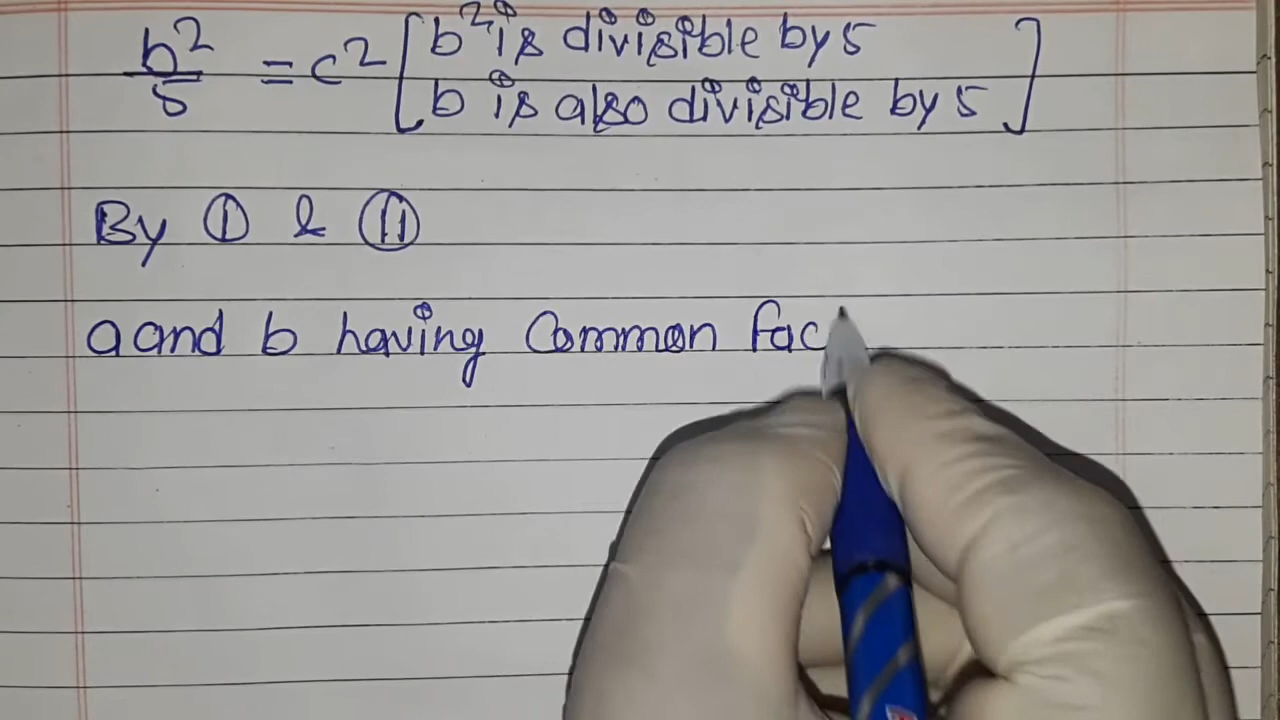 b²/5 = c² [b² is divisible by 5
b is also divisible by 5]
By Ⓘ & ⓘⓘ
a and b having Common fac